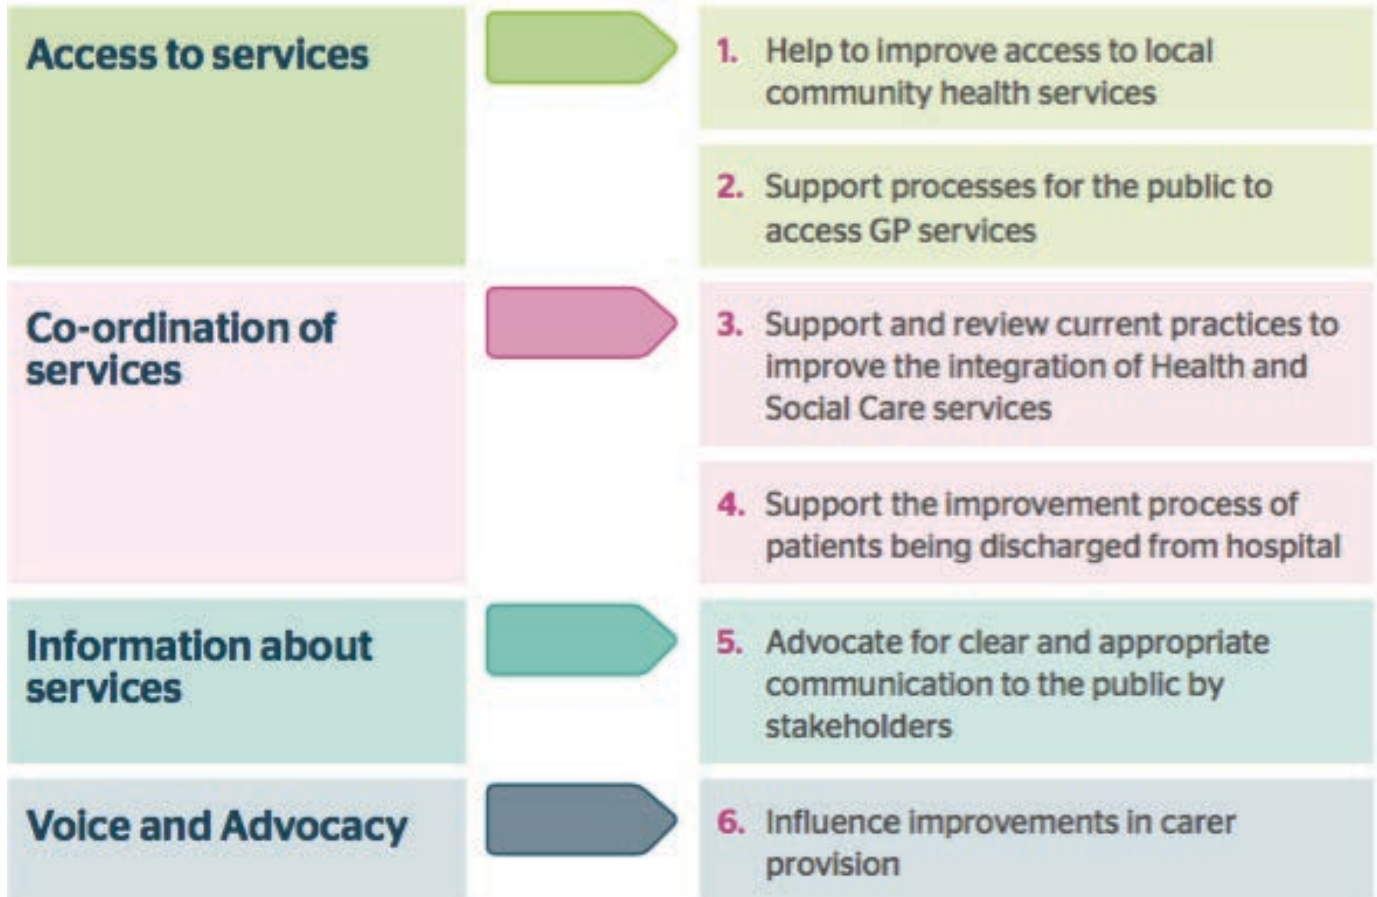 Access to services
1. Help to improve access to local
community health services
2. Support processes for the public to
access GP services
Co-ordination of
services
3. Support and review current practices to
improve the integration of Health and
Social Care services
4. Support the improvement process of
patients being discharged from hospital
Information about
services
5. Advocate for clear and appropriate
communication to the public by
stakeholders
Voice and Advocacy
6. Influence improvements in carer
provision